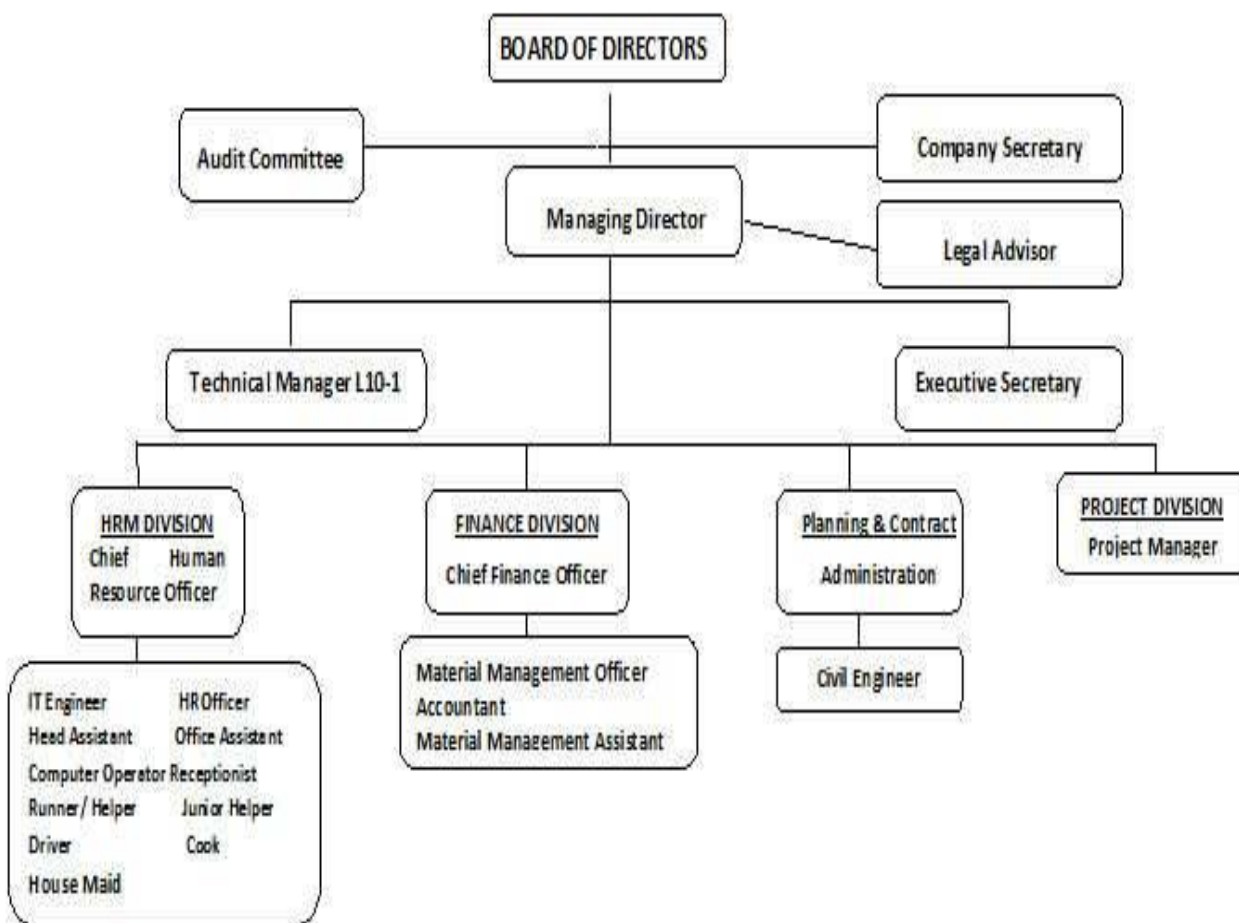 BOARD OF DIRECTORS
Audit Committee
Company Secretary
Managing Director
Legal Advisor
Technical Manager L10-1
Executive Secretary
HRM DIVISION
Chief Human
Resource Officer
FINANCE DIVISION
Chief Finance Officer
Planning & Contract
Administration
PROJECT DIVISION
Project Manager
IT Engineer HR Officer
Head Assistant Office Assistant
Computer Operator Receptionist
Runner/ Helper Junior Helper
Driver Cook
House Maid
Material Management Officer
Accountant
Material Management Assistant
Civil Engineer